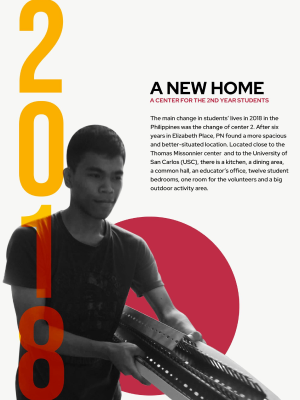 2018
A NEW HOME
A CENTER FOR THE 2ND YEAR STUDENTS
The main change in students' lives in 2018 in the
Philippines was the change of center 2. After six
years in Elizabeth Place, PN found a more spacious
and better-situated location. Located close to the
Thomas Missonnier center and to the University of
San Carlos (USC), there is a kitchen, a dining area,
a common hall, an educator's office, twelve student
bedrooms, one room for the volunteers and a big
outdoor activity area.